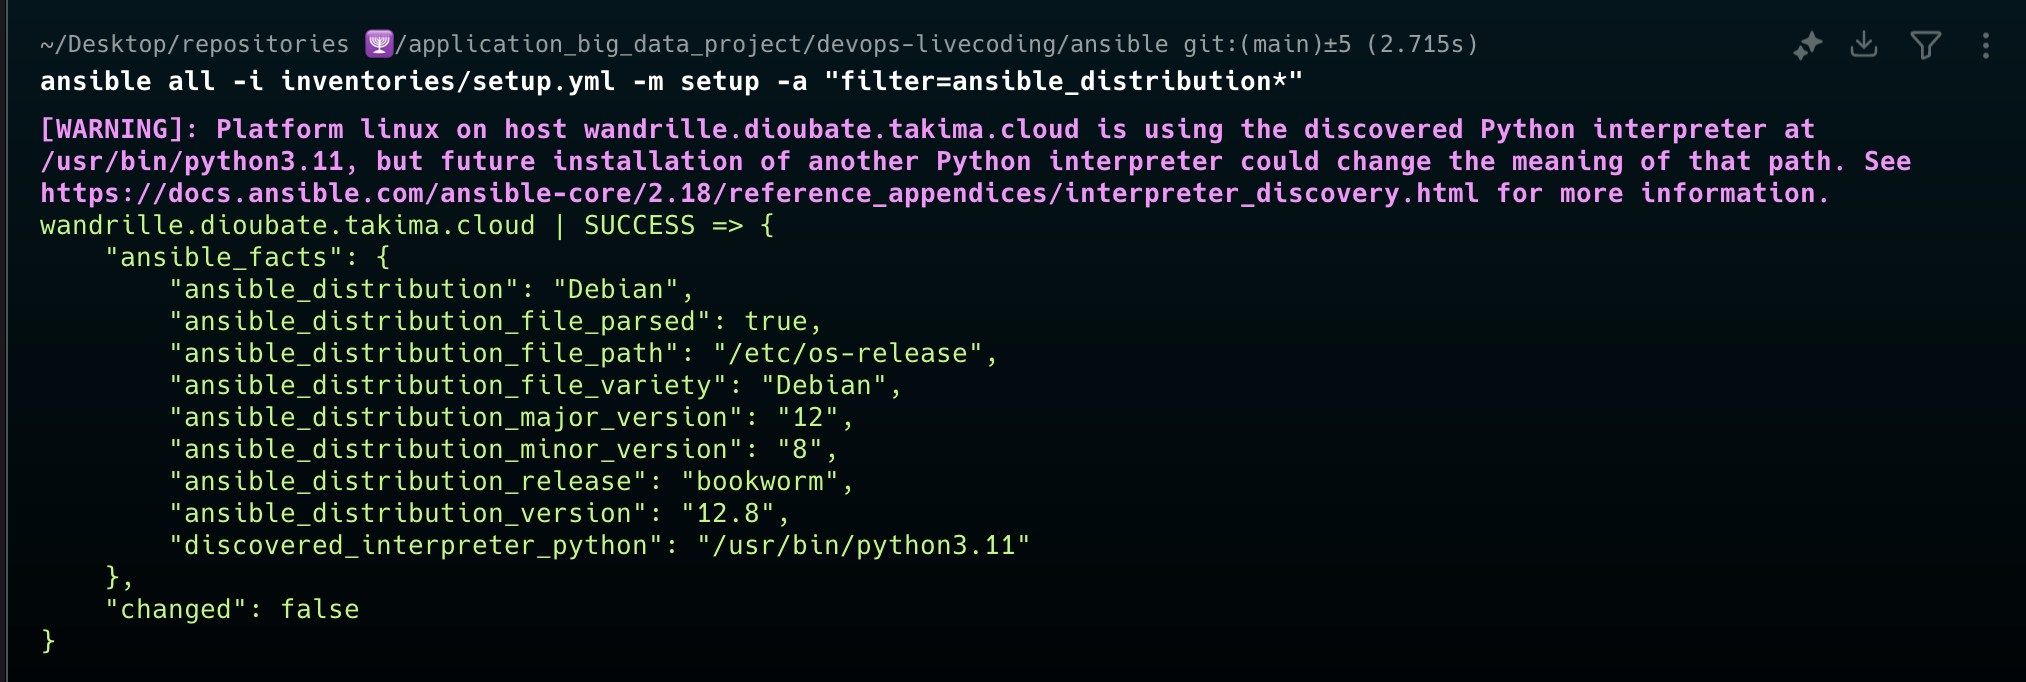 ~/Desktop/repositories 🕎/application_big_data_project/devops-livecoding/ansible git:(main)±5 (2.715s)
ansible all -i inventories/setup.yml -m setup -a "filter=ansible_distribution*"
[WARNING]: Platform linux on host wandrille.dioubate.takima.cloud is using the discovered Python interpreter at
/usr/bin/python3.11, but future installation of another Python interpreter could change the meaning of that path. See
https://docs.ansible.com/ansible-core/2.18/reference_appendices/interpreter_discovery.html for more information.
wandrille.dioubate.takima.cloud | SUCCESS => {
    "ansible_facts": {
        "ansible_distribution": "Debian",
        "ansible_distribution_file_parsed": true,
        "ansible_distribution_file_path": "/etc/os-release",
        "ansible_distribution_file_variety": "Debian",
        "ansible_distribution_major_version": "12",
        "ansible_distribution_minor_version": "8",
        "ansible_distribution_release": "bookworm",
        "ansible_distribution_version": "12.8",
        "discovered_interpreter_python": "/usr/bin/python3.11"
    },
    "changed": false
}